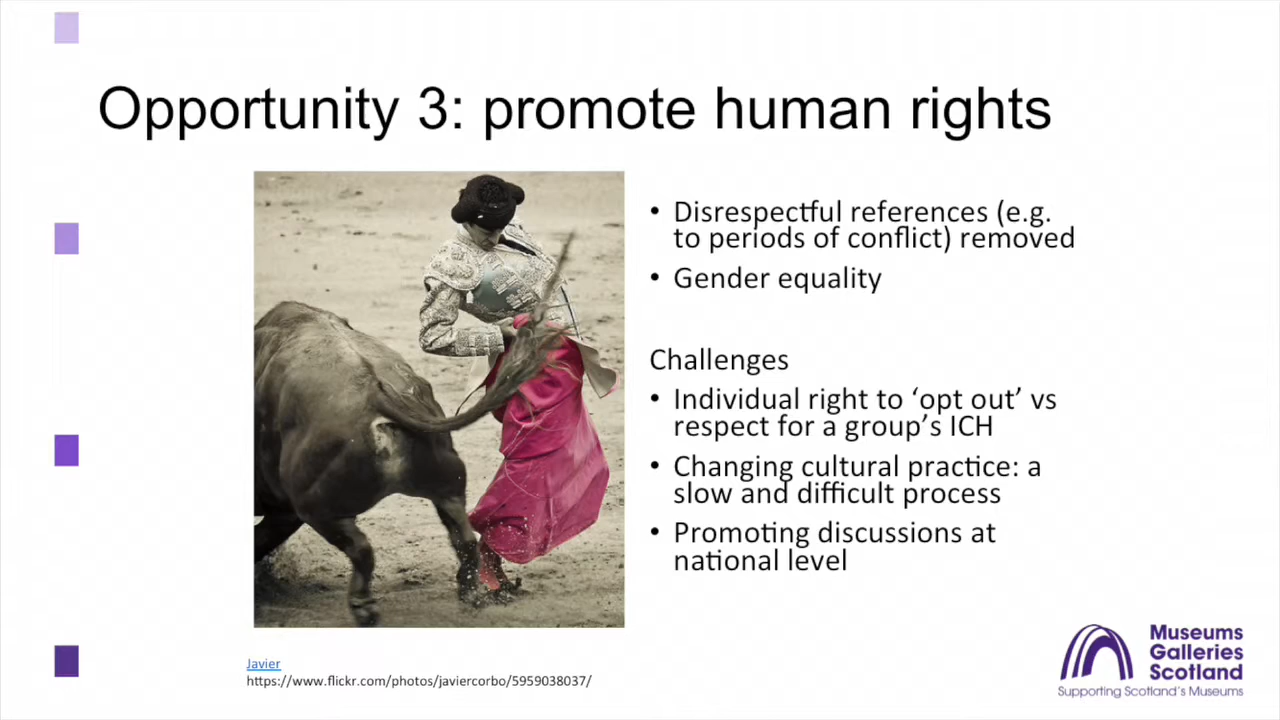 Opportunity 3: promote human rights
• Disrespectful references (e.g.
to periods of conflict) removed
• Gender equality
Challenges
• Individual right to ‘opt out’ vs
respect for a group’s ICH
• Changing cultural practice: a
slow and difficult process
• Promoting discussions at
national level
Javier
https://www.flickr.com/photos/javiercorbo/5959038037/
Museums
Galleries
Scotland
Supporting Scotland's Museums